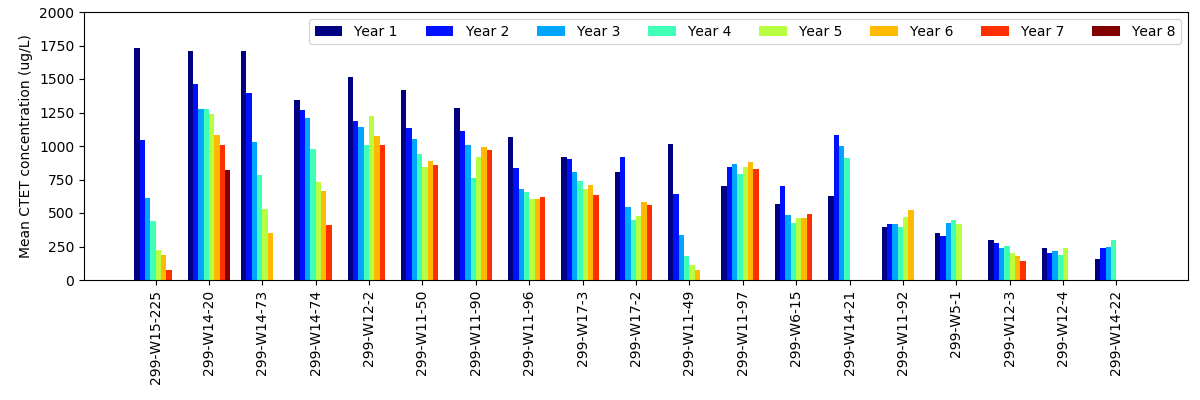 Mean CTET concentration (ug/L)
2000
1750
1500
1250
1000
750
500
250
0
Year 1 Year 2 Year 3 Year 4 Year 5 Year 6 Year 7 Year 8
299-W15-225
299-W14-20
299-W14-73
299-W14-74
299-W12-2
299-W11-50
299-W11-90
299-W11-96
299-W17-3
299-W17-2
299-W11-49
299-W11-97
299-W6-15
299-W14-21
299-W11-92
299-W5-1
299-W12-3
299-W12-4
299-W14-22